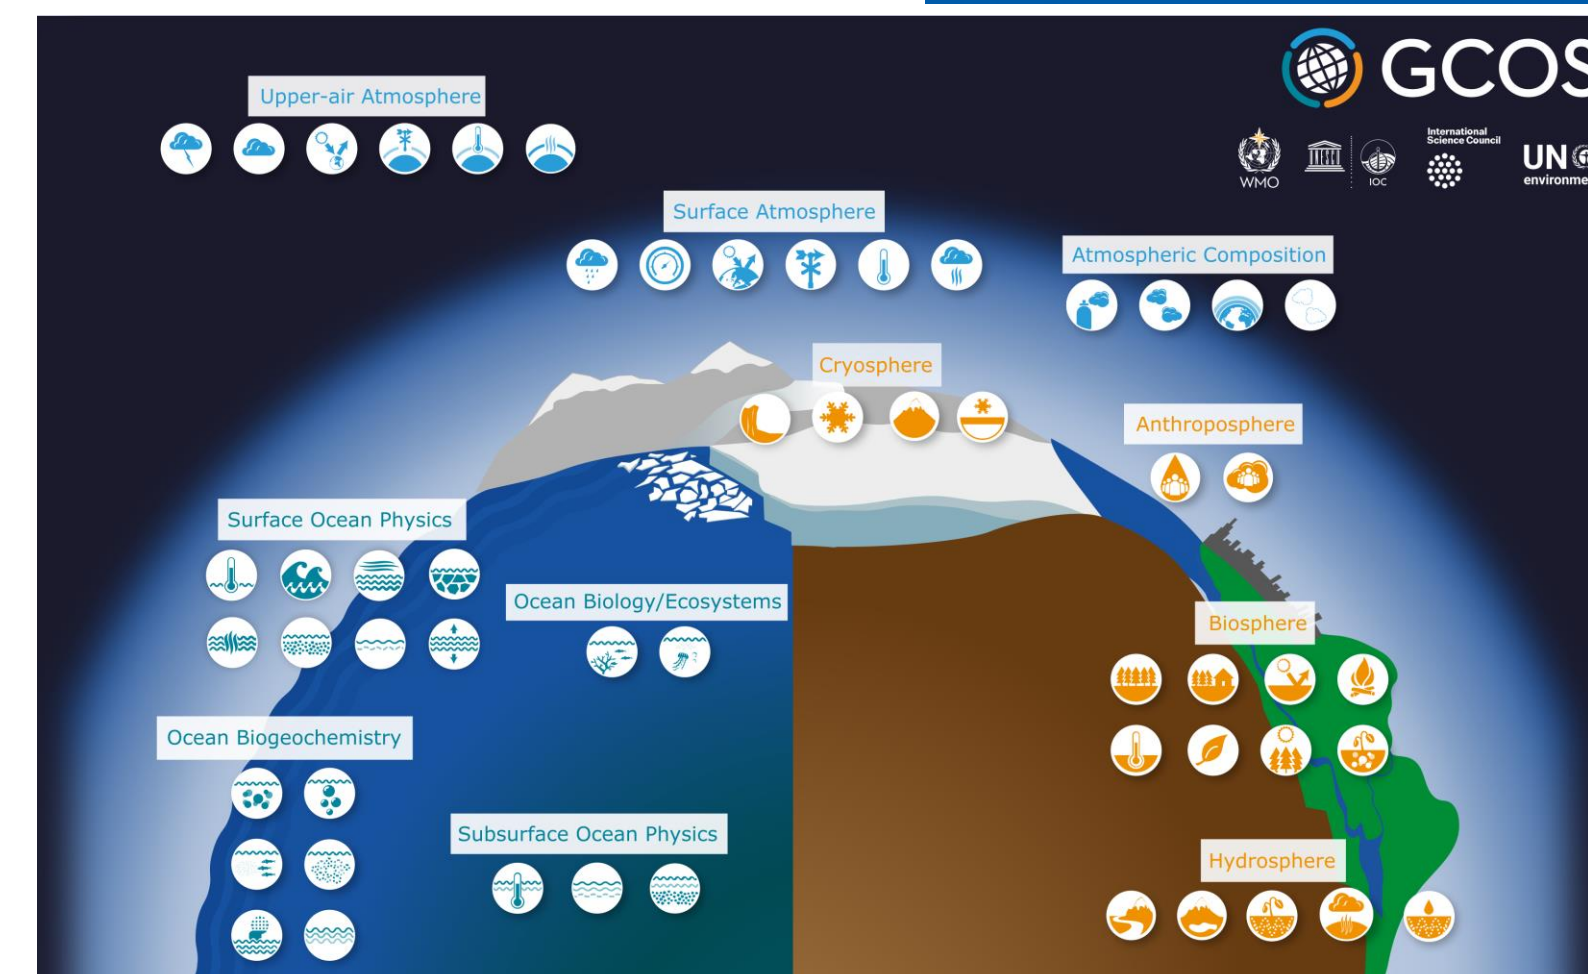 GCOS
Upper-air Atmosphere
International
Science Council
WMO
IOC
UN
environme
Surface Atmosphere
Atmospheric Composition
Cryosphere
Anthroposphere
Surface Ocean Physics
Ocean Biology/Ecosystems
Biosphere
Ocean Biogeochemistry
Subsurface Ocean Physics
Hydrosphere